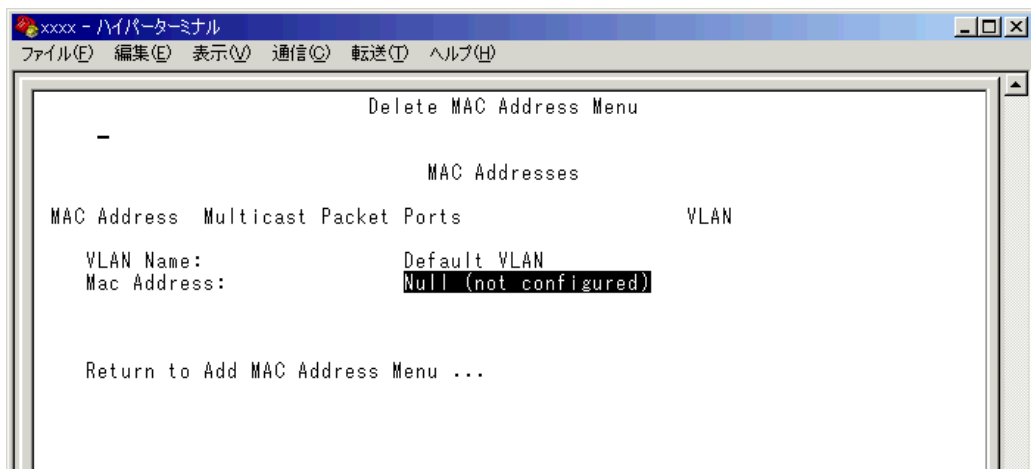 xxxx - ハイパーターミナル
ファイル(F) 編集(E) 表示(V) 通信(C) 転送(T) ヘルプ(H)
Delete MAC Address Menu
MAC Addresses
MAC Address Multicast Packet Ports VLAN
VLAN Name: Default VLAN
Mac Address: Null (not configured)
Return to Add MAC Address Menu ...